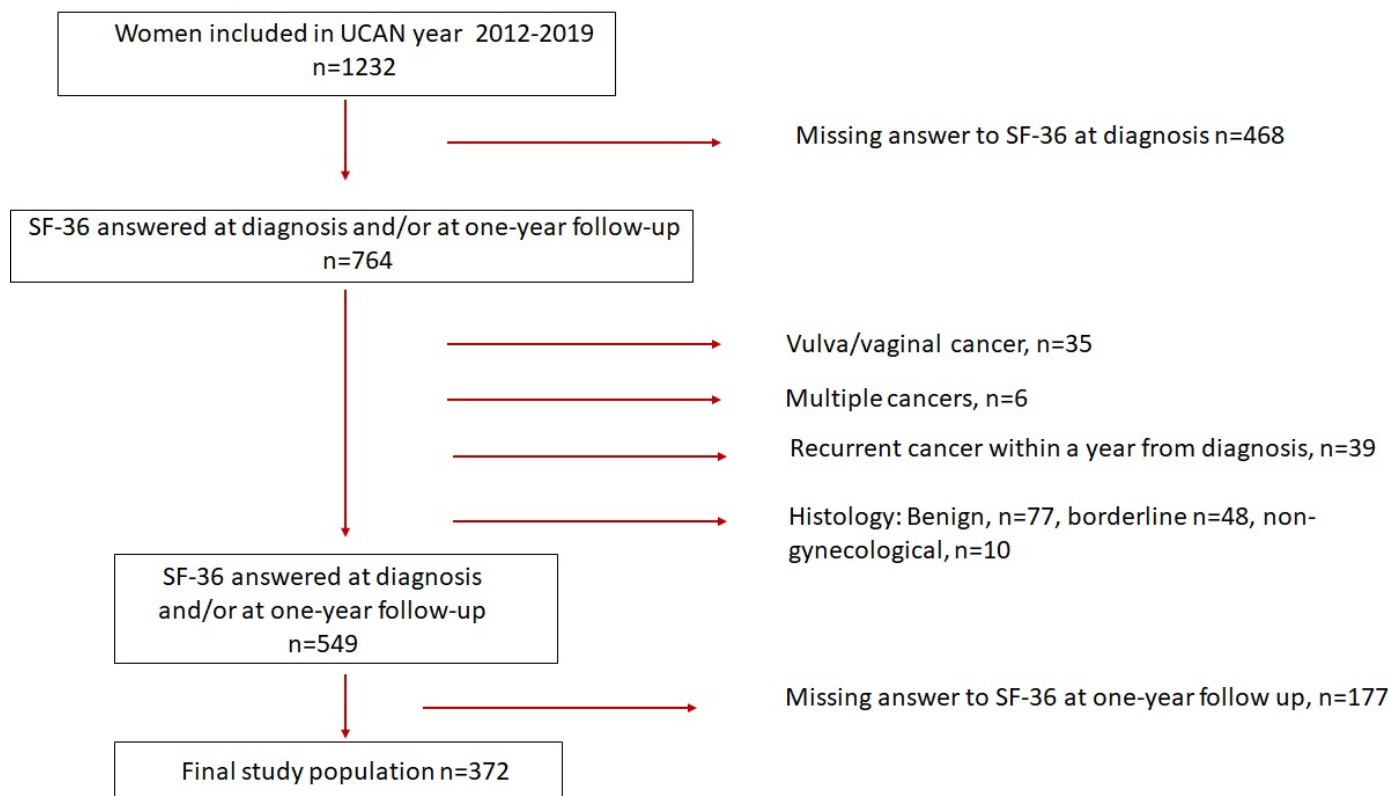 Women included in UCAN year 2012-2019
n=1232
Missing answer to SF-36 at diagnosis n=468
SF-36 answered at diagnosis and/or at one-year follow-up
n=764
Vulva/vaginal cancer, n=35
Multiple cancers, n=6
Recurrent cancer within a year from diagnosis, n=39
Histology: Benign, n=77, borderline n=48, non-
gynecological, n=10
SF-36 answered at diagnosis
and/or at one-year follow-up
n=549
Missing answer to SF-36 at one-year follow up, n=177
Final study population n=372